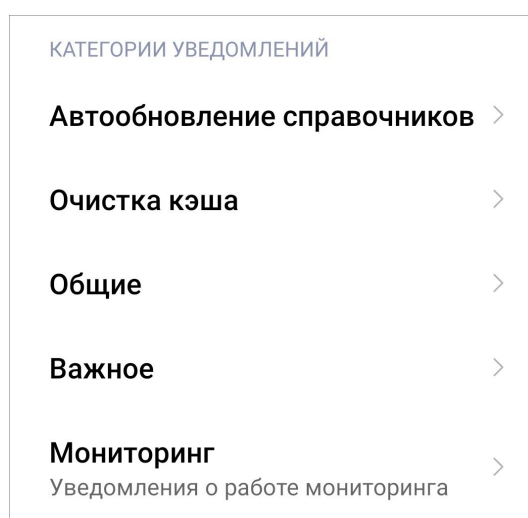 КАТЕГОРИИ УВЕДОМЛЕНИЙ
Автообновление справочников
Очистка кэша
Общие
Важное
Мониторинг
Уведомления о работе мониторинга